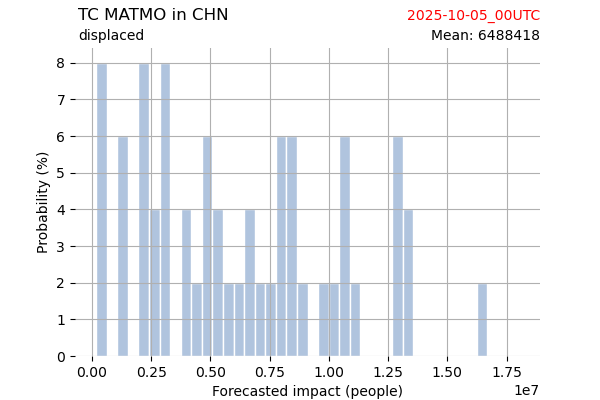 TC MATMO in CHN
2025-10-05_00UTC
displaced
Mean: 6488418
8
7
6
5
4
3
2
1
0
Probability (%)
0.00 0.25 0.50 0.75 1.00 1.25 1.50 1.75
1e7
Forecasted impact (people)